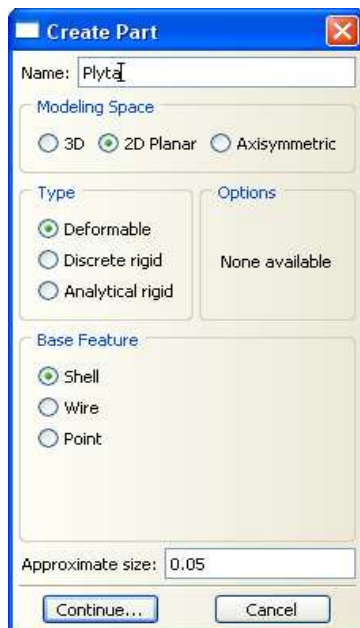 Create Part
Name: Plyta
Modeling Space
3D 2D Planar Axisymmetric
Type Options
Deformable
Discrete rigid None available
Analytical rigid
Base Feature
Shell
Wire
Point
Approximate size: 0.05
Continue... Cancel